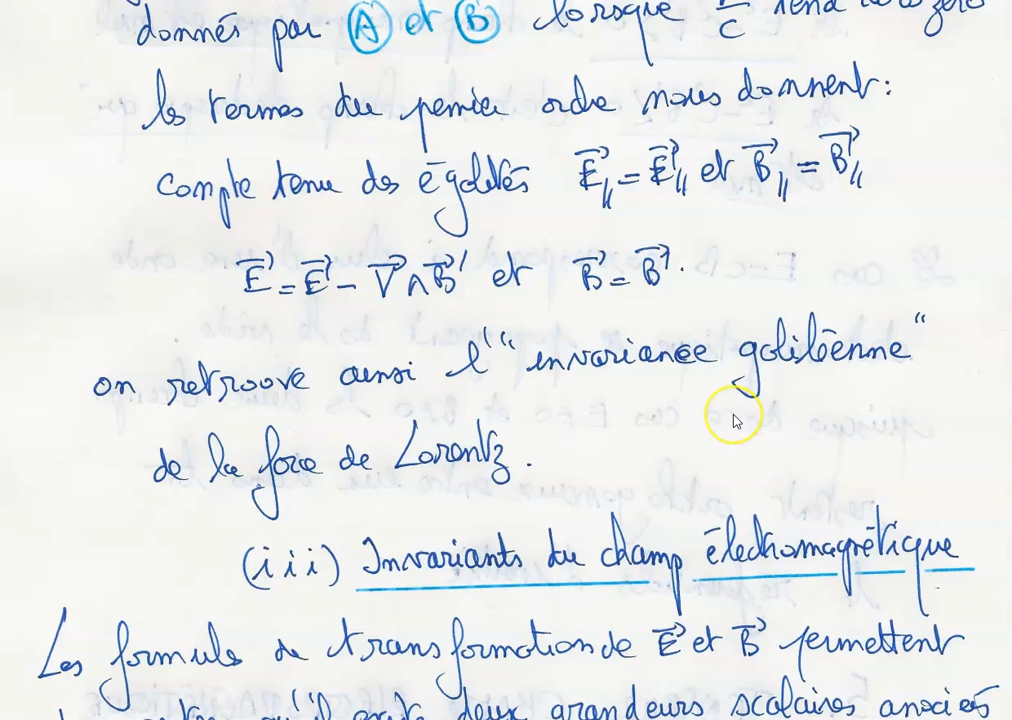 donnés par (A) et (B) lorsque V/C tend vers zéro
les termes du premier ordre nous donnent :
compte tenu des égalités E⃗∥ = E⃗'∥ et B⃗∥ = B⃗'∥
E⃗ = E⃗' − V⃗ ∧ B⃗' et B⃗ = B⃗'.
on retrouve ainsi l'"invariance galiléenne"
de la force de Lorentz.
(iii) Invariants du champ électromagnétique
Les formules de transformation de E⃗ et B⃗ permettent
deux grandeurs scalaires